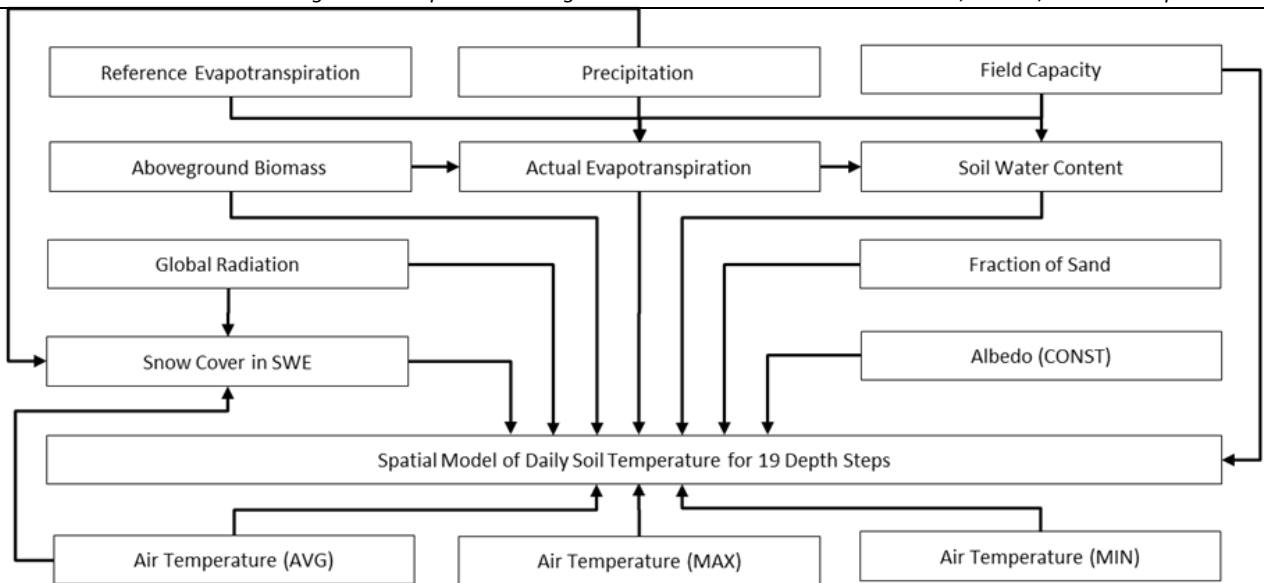 Reference Evapotranspiration
Precipitation
Field Capacity
Aboveground Biomass
Actual Evapotranspiration
Soil Water Content
Global Radiation
Fraction of Sand
Snow Cover in SWE
Albedo (CONST)
Spatial Model of Daily Soil Temperature for 19 Depth Steps
Air Temperature (AVG)
Air Temperature (MAX)
Air Temperature (MIN)